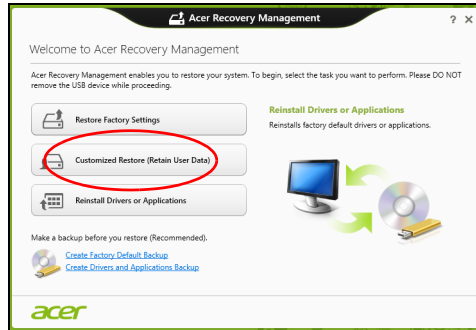 Acer Recovery Management
? X
Welcome to Acer Recovery Management
Acer Recovery Management enables you to restore your system. To begin, select the task you want to perform. Please DO NOT
remove the USB device while proceeding.
Restore Factory Settings
Customized Restore (Retain User Data)
Reinstall Drivers or Applications
Reinstall Drivers or Applications
Reinstalls factory default drivers or applications.
Make a backup before you restore (Recommended).
Create Factory Default Backup
Create Drivers and Applications Backup
acer